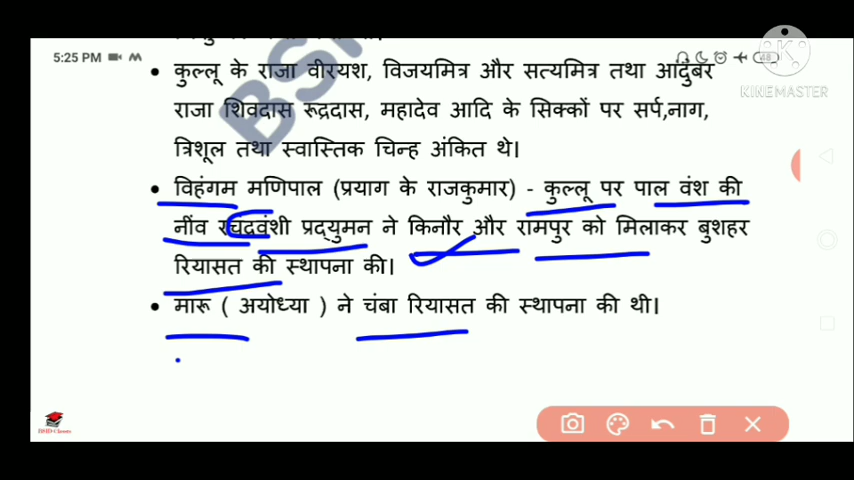 5:25 PM
KINEMASTER
• कुल्लू के राजा वीरयश, विजयमित्र और सत्यमित्र तथा आदुंबर
राजा शिवदास रूद्रदास, महादेव आदि के सिक्कों पर सर्प,नाग,
त्रिशूल तथा स्वास्तिक चिन्ह अंकित थे।
• विहंगम मणिपाल (प्रयाग के राजकुमार) - कुल्लू पर पाल वंश की
नींव चंद्रवंशी प्रद्युमन ने किनौर और रामपुर को मिलाकर बुशहर
रियासत की स्थापना की।
• मारू ( अयोध्या ) ने चंबा रियासत की स्थापना की थी।